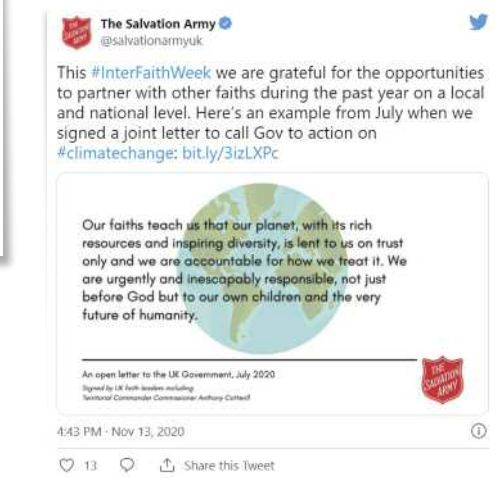 The Salvation Army
@salvationarmyuk
This #InterFaithWeek we are grateful for the opportunities
to partner with other faiths during the past year on a local
and national level. Here's an example from July when we
signed a joint letter to call Gov to action on
#climatechange: bit.ly/3izLXPc
Our faiths teach us that our planet, with its rich
resources and inspiring diversity, is lent to us on trust
only and we are accountable for how we treat it. We
are urgently and inescapably responsible, not just
before God but to our own children and the very
future of humanity.
An open letter to the UK Government, July 2020
Signed by UK faith leaders including
Territorial Commander Commissioner Anthony Cotterill
THE
SALVATION
ARMY
4:43 PM · Nov 13, 2020
13
Share this Tweet